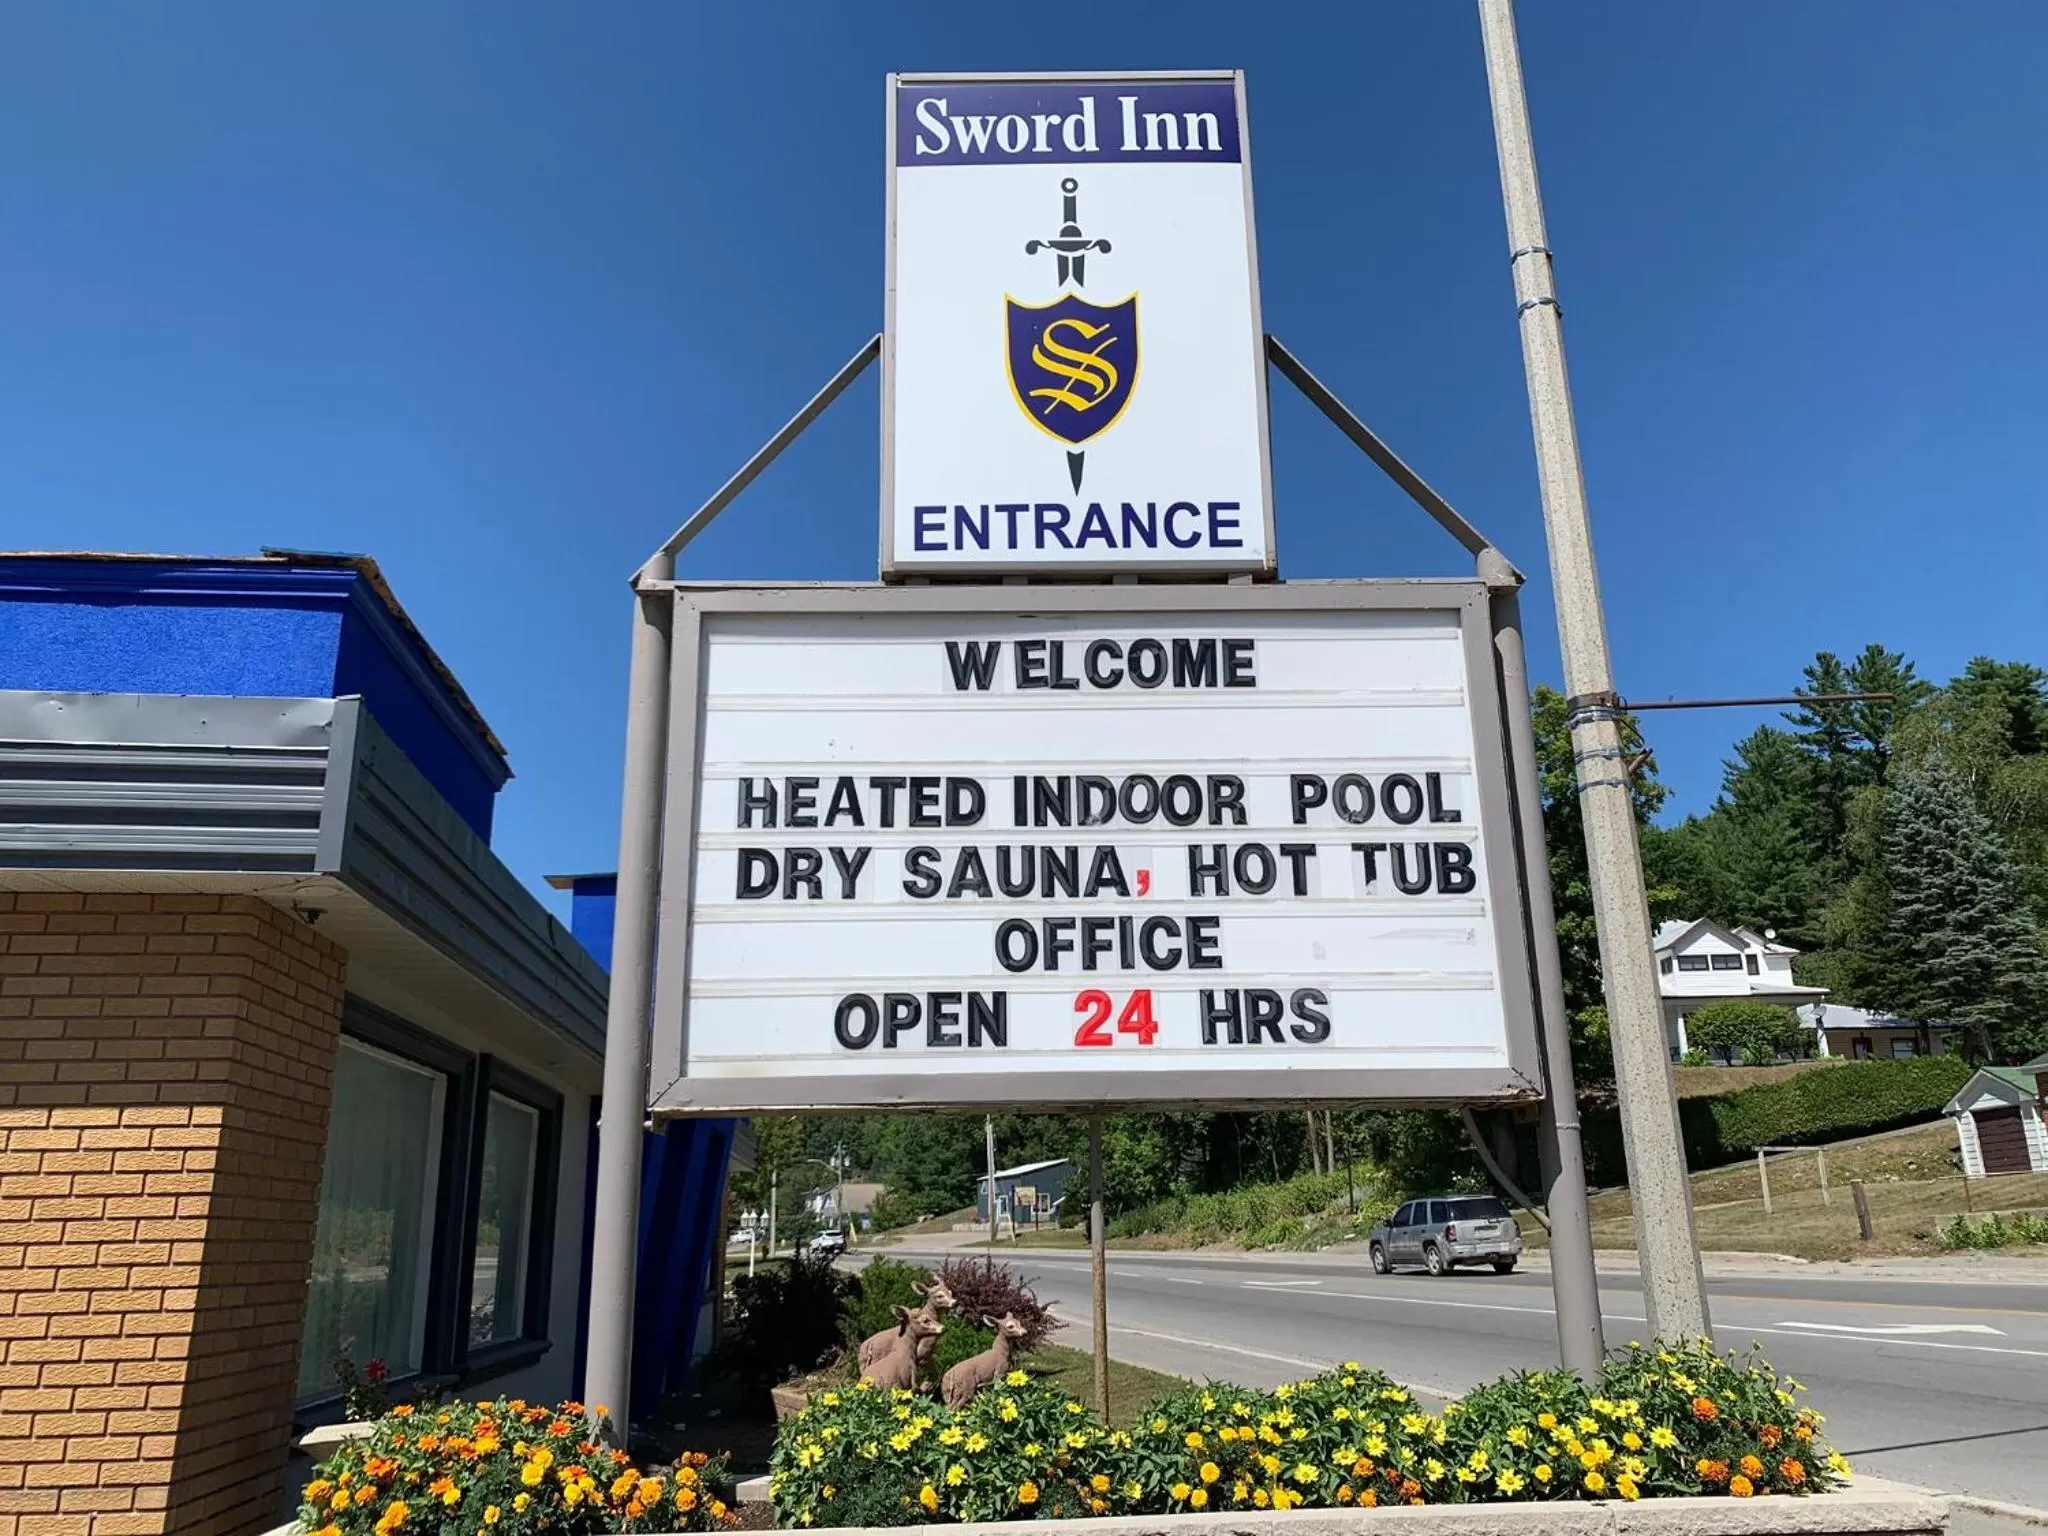 Sword Inn
S
ENTRANCE
WELCOME
HEATED INDOOR POOL
DRY SAUNA, HOT TUB
OFFICE
OPEN 24 HRS